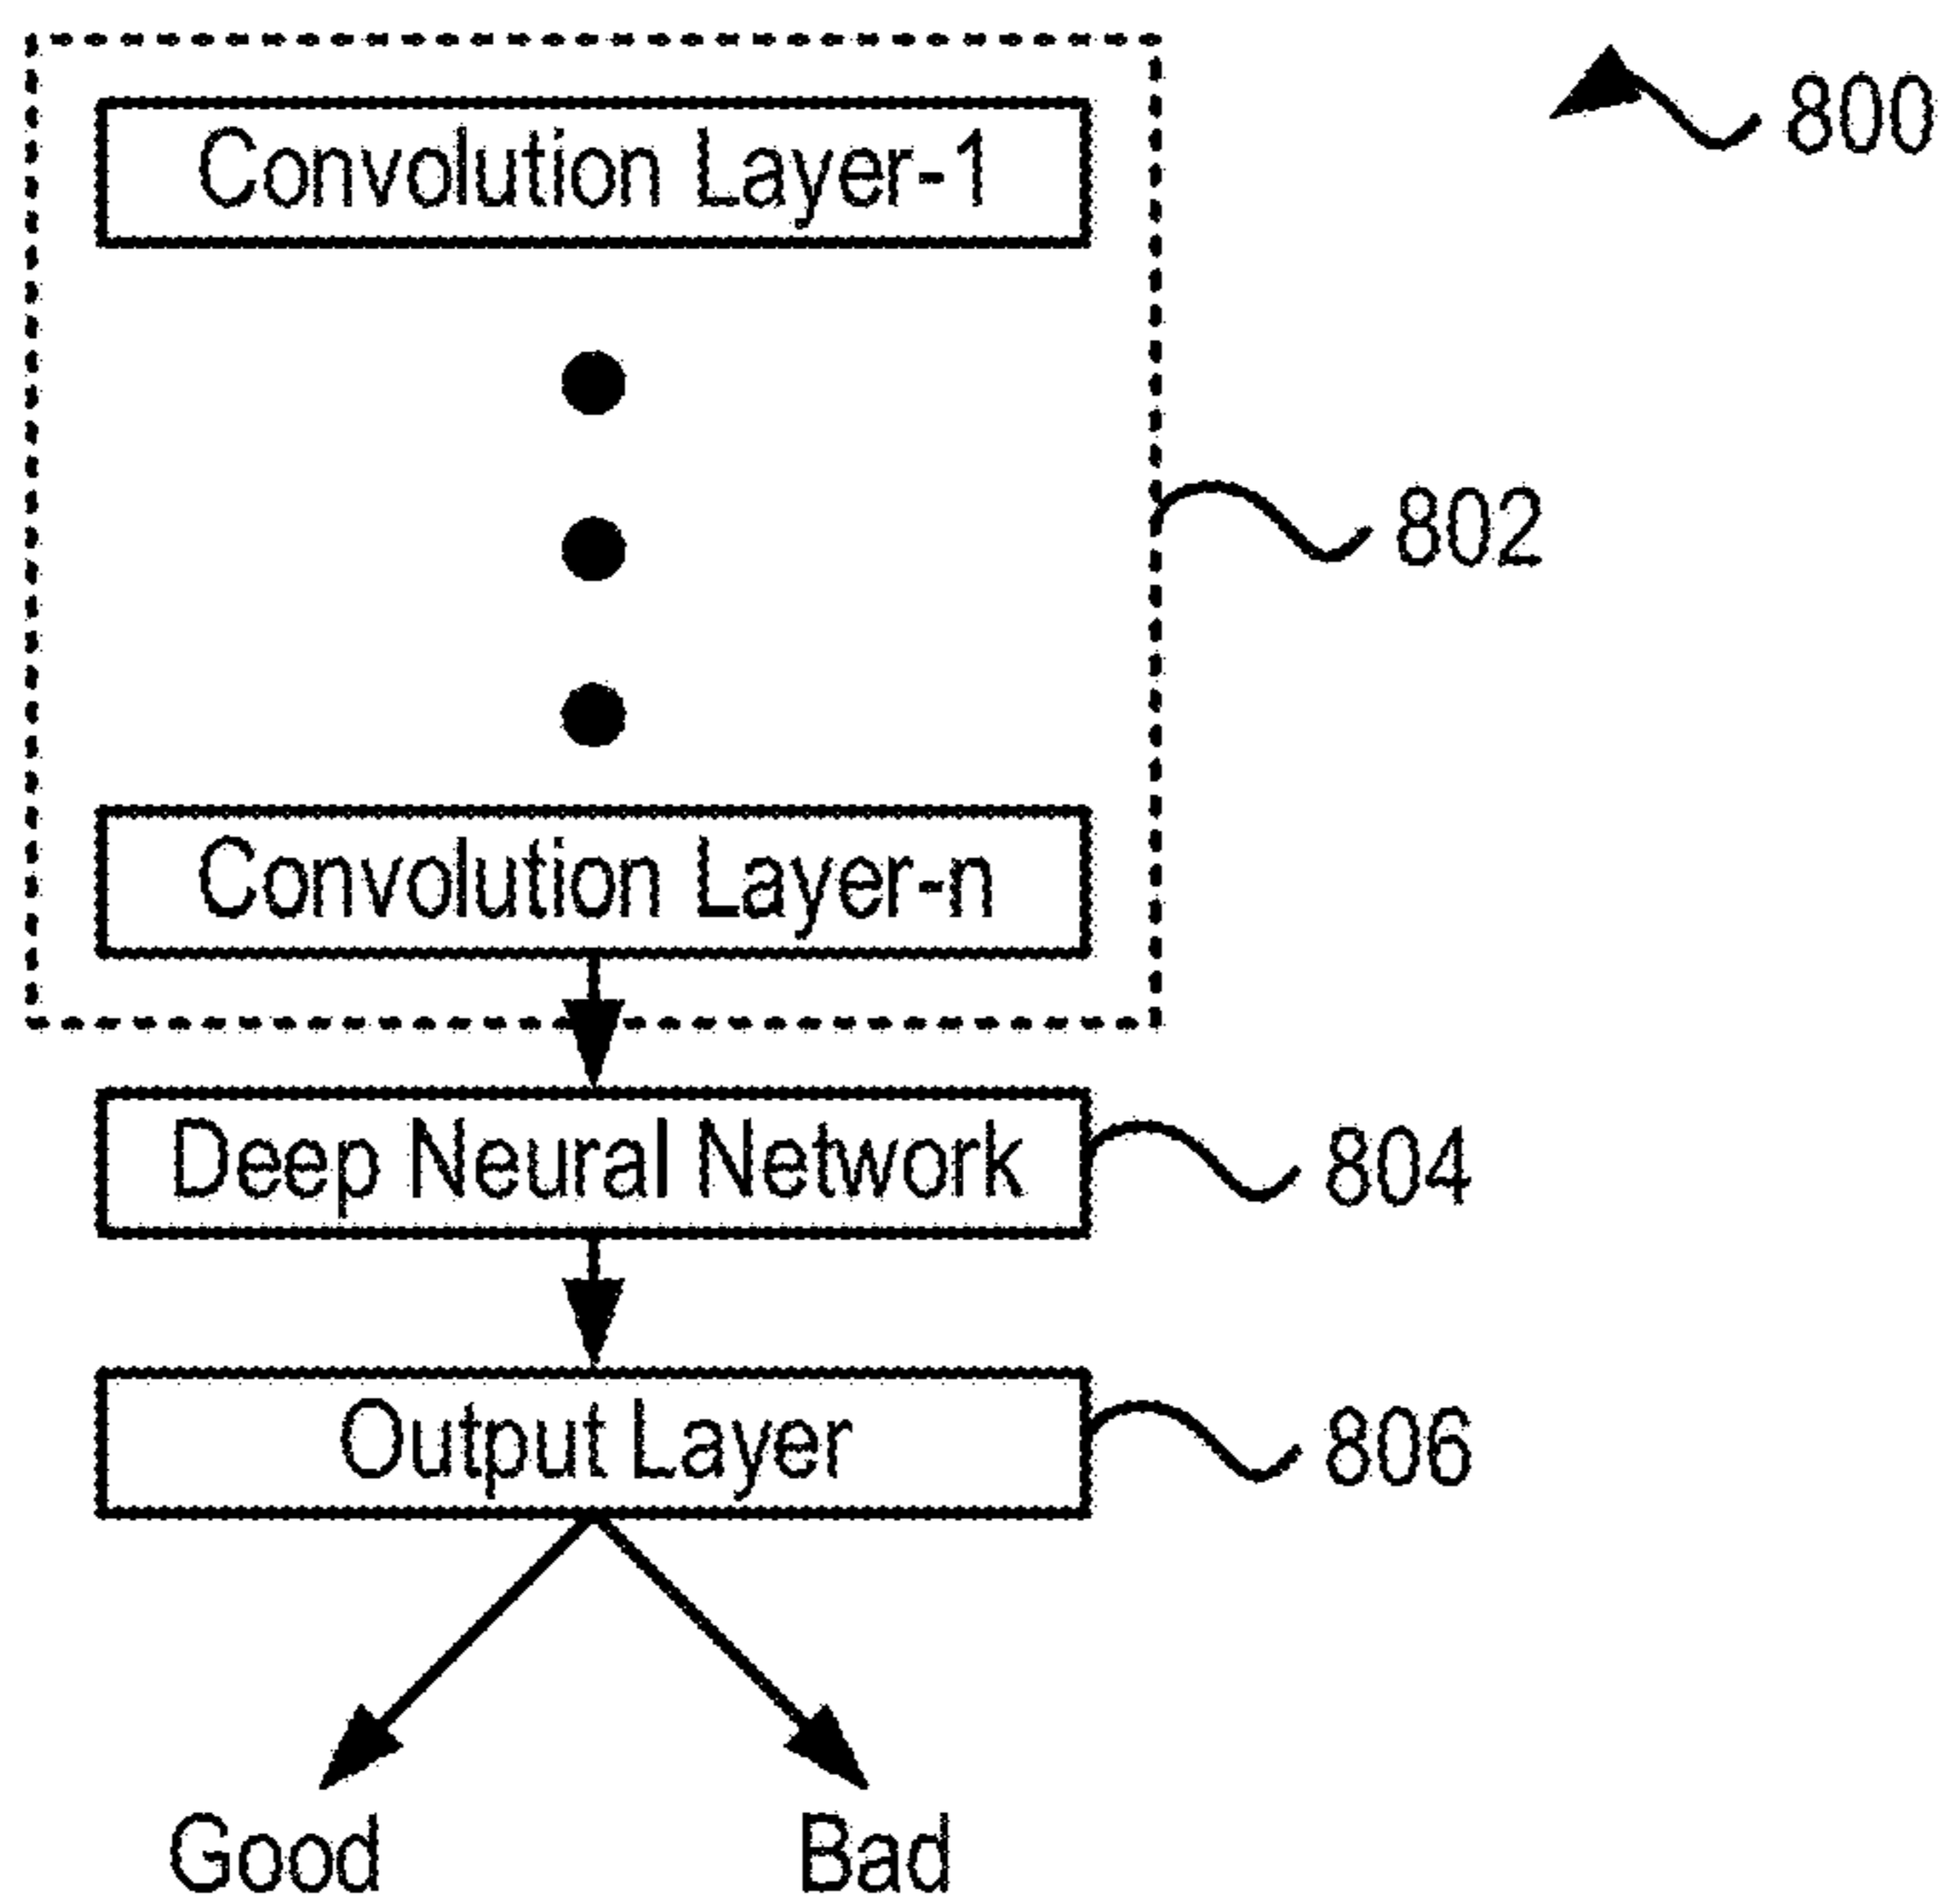 Convolution Layer-1
800
802
Convolution Layer-n
Deep Neural Network
804
Output Layer
806
Good
Bad